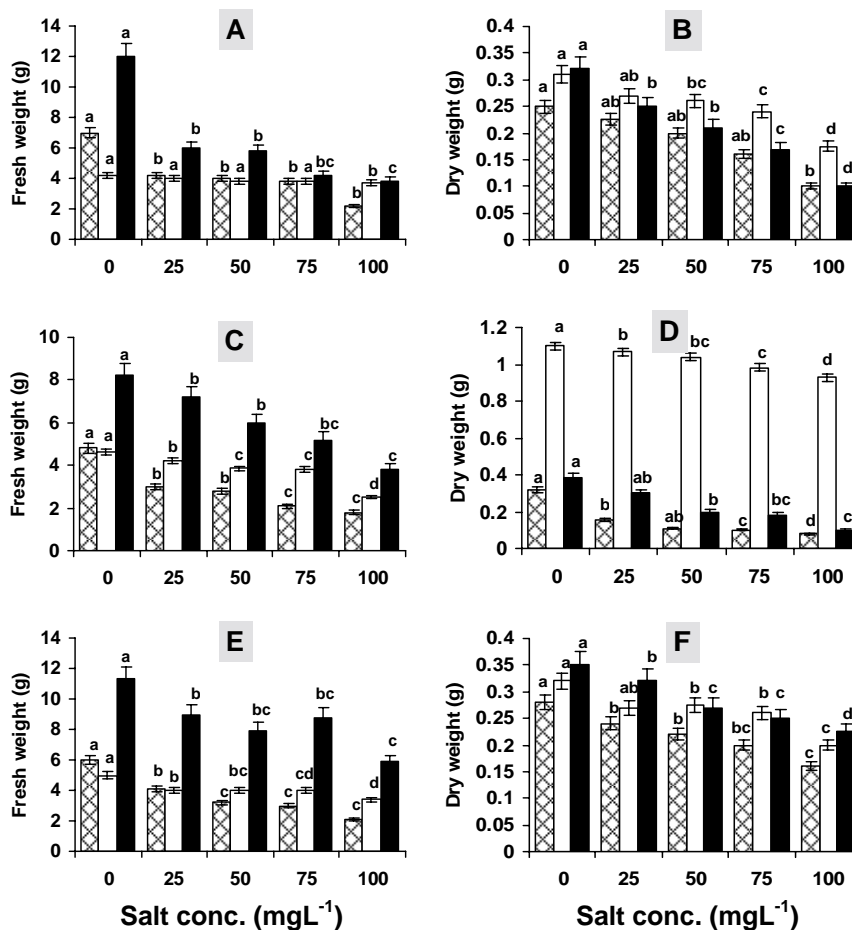 A
Fresh weight (g)
14
12
10
8
6
4
2
0
a a a
b a b
b a b
b a bc
b b c
0 25 50 75 100
B
Dry weight (g)
0.4
0.35
0.3
0.25
0.2
0.15
0.1
0.05
0
a a a
ab ab b
ab bc b
ab c c
b d d
0 25 50 75 100
C
Fresh weight (g)
10
8
6
4
2
0
a a a
b b b
b c b
c c bc
c d c
0 25 50 75 100
D
Dry weight (g)
1.2
1
0.8
0.6
0.4
0.2
0
a a a
b b ab
ab bc b
c c bc
d d c
0 25 50 75 100
E
Fresh weight (g)
14
12
10
8
6
4
2
0
a a a
b b b
c bc bc
c cd bc
c d c
0 25 50 75 100
Salt conc. (mgL⁻¹)
F
Dry weight (g)
0.4
0.35
0.3
0.25
0.2
0.15
0.1
0.05
0
a a a
b ab b
b b c
bc b c
c c d
0 25 50 75 100
Salt conc. (mgL⁻¹)